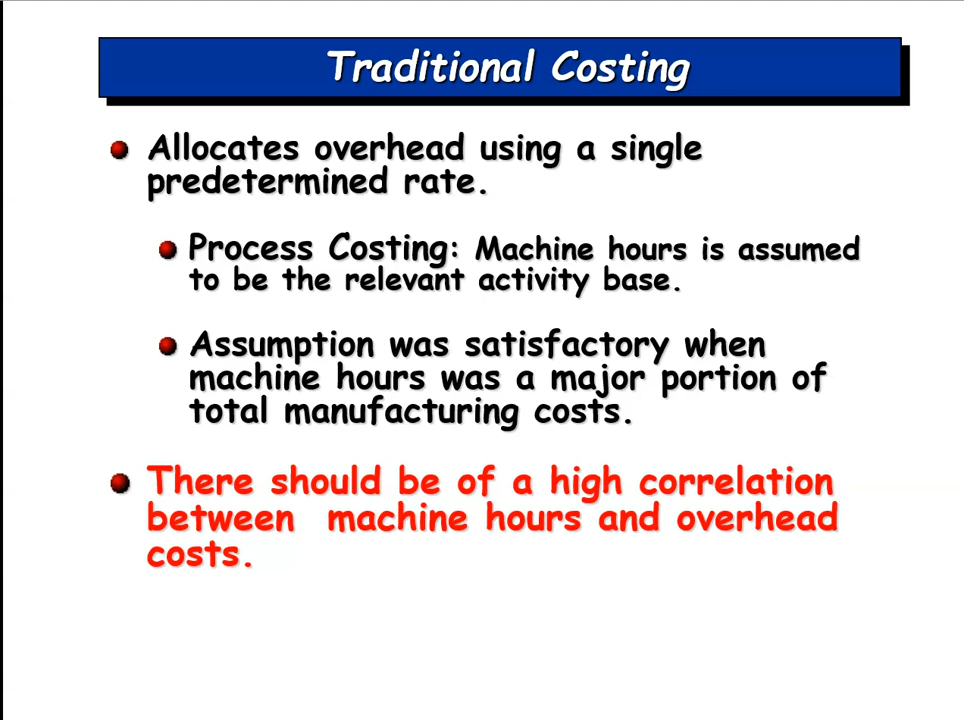 Traditional Costing
Allocates overhead using a single
predetermined rate.
Process Costing: Machine hours is assumed
to be the relevant activity base.
Assumption was satisfactory when
machine hours was a major portion of
total manufacturing costs.
There should be of a high correlation
between machine hours and overhead
costs.